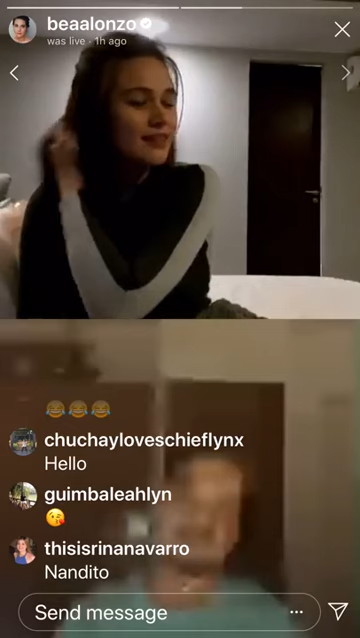 beaalonzo
was live · 1h ago
😂😂😂
chuchayloveschieflynx
Hello
guimbaleahlyn
😘
thisisrinanavarro
Nandito
Send message